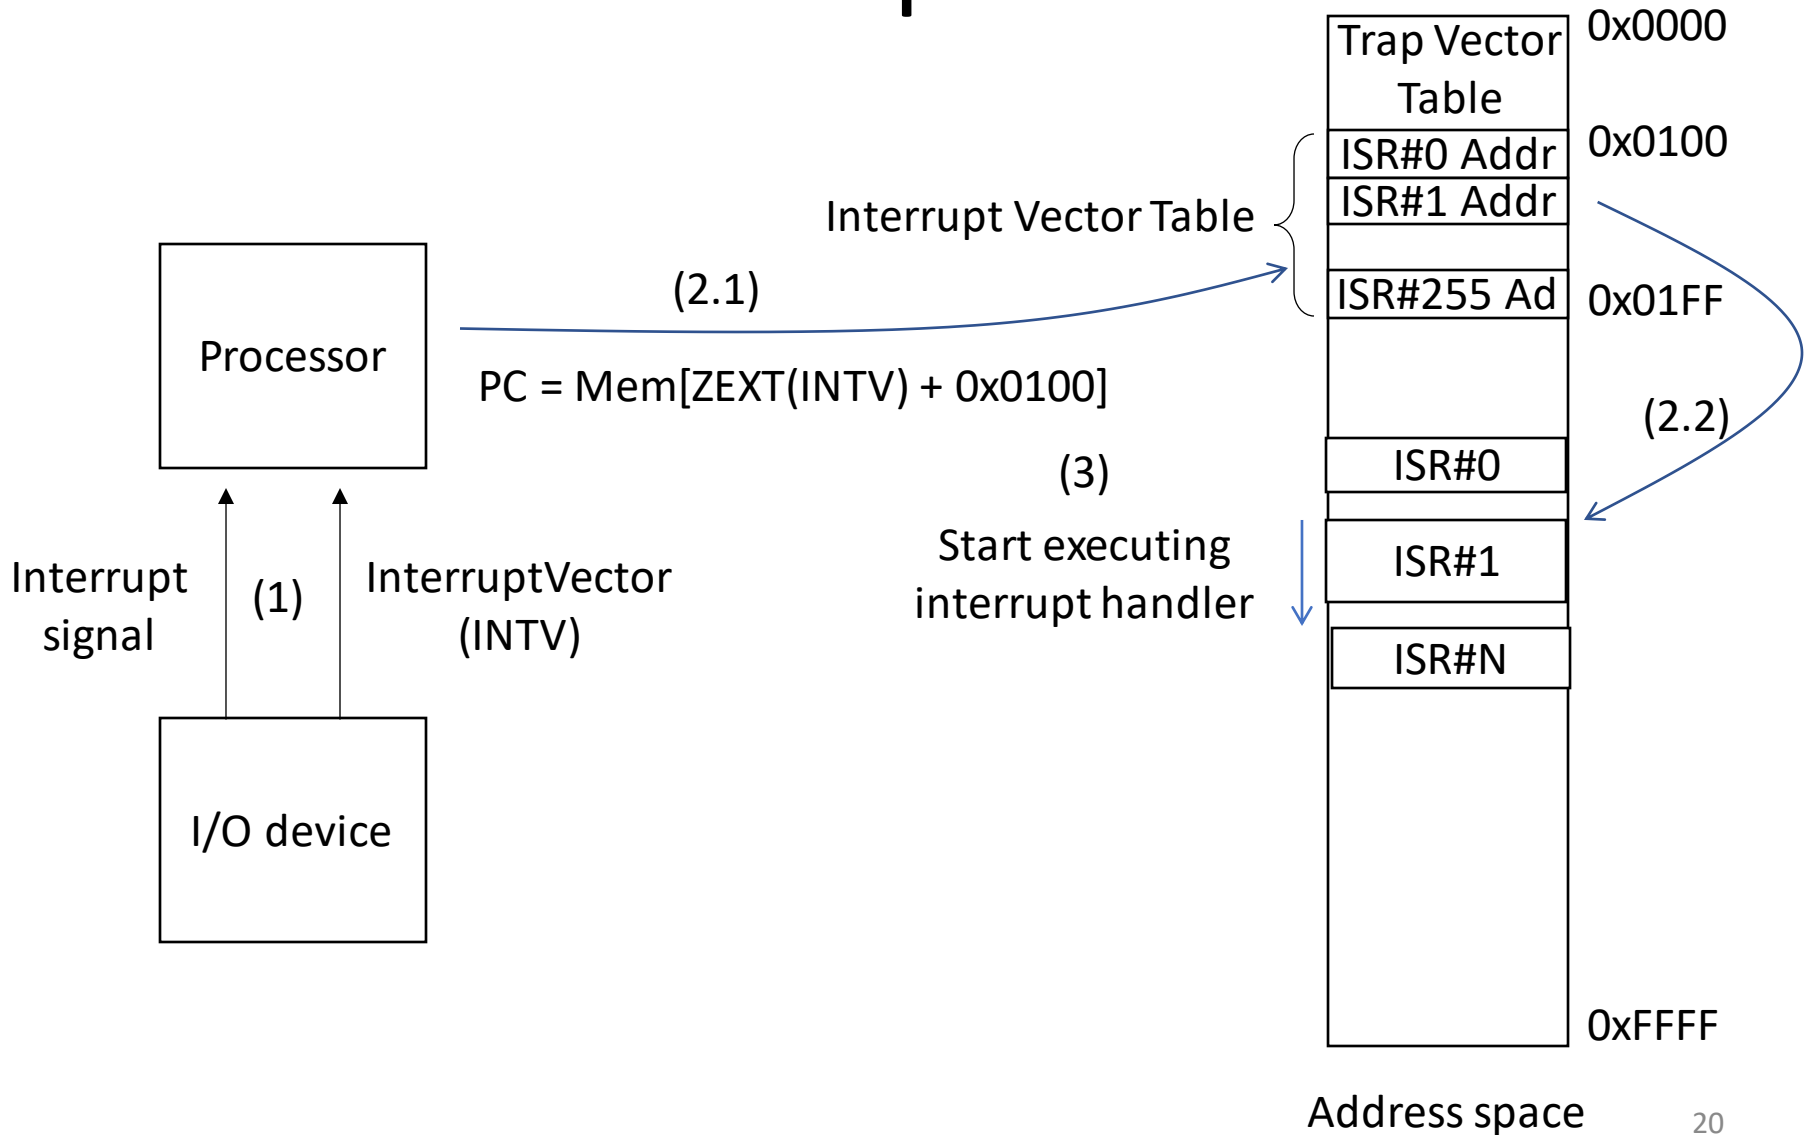 Trap Vector
Table
0x0000
ISR#0 Addr
0x0100
ISR#1 Addr
Interrupt Vector Table
ISR#255 Ad
0x01FF
(2.1)
Processor
PC = Mem[ZEXT(INTV) + 0x0100]
(2.2)
(3)
ISR#0
Start executing
interrupt handler
ISR#1
Interrupt
signal
(1)
InterruptVector
(INTV)
ISR#N
I/O device
0xFFFF
Address space
20